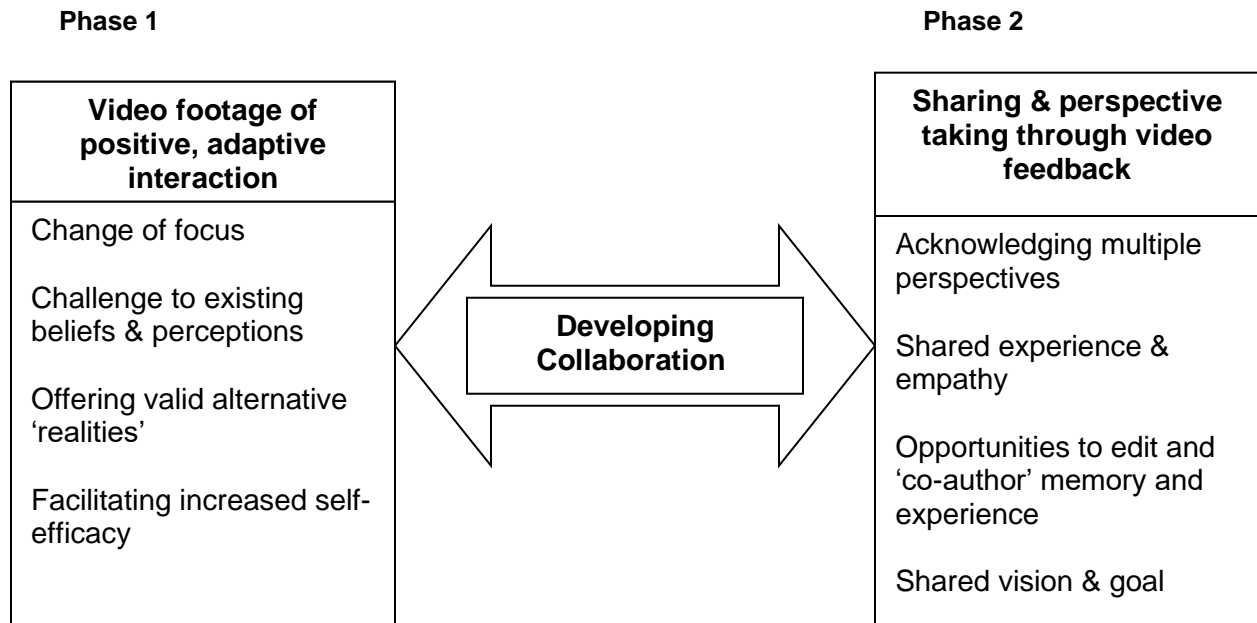 Phase 1
Phase 2
Video footage of
positive, adaptive
interaction
Change of focus
Challenge to existing
beliefs & perceptions
Offering valid alternative
‘realities’
Facilitating increased self-
efficacy
Developing
Collaboration
Sharing & perspective
taking through video
feedback
Acknowledging multiple
perspectives
Shared experience &
empathy
Opportunities to edit and
‘co-author’ memory and
experience
Shared vision & goal